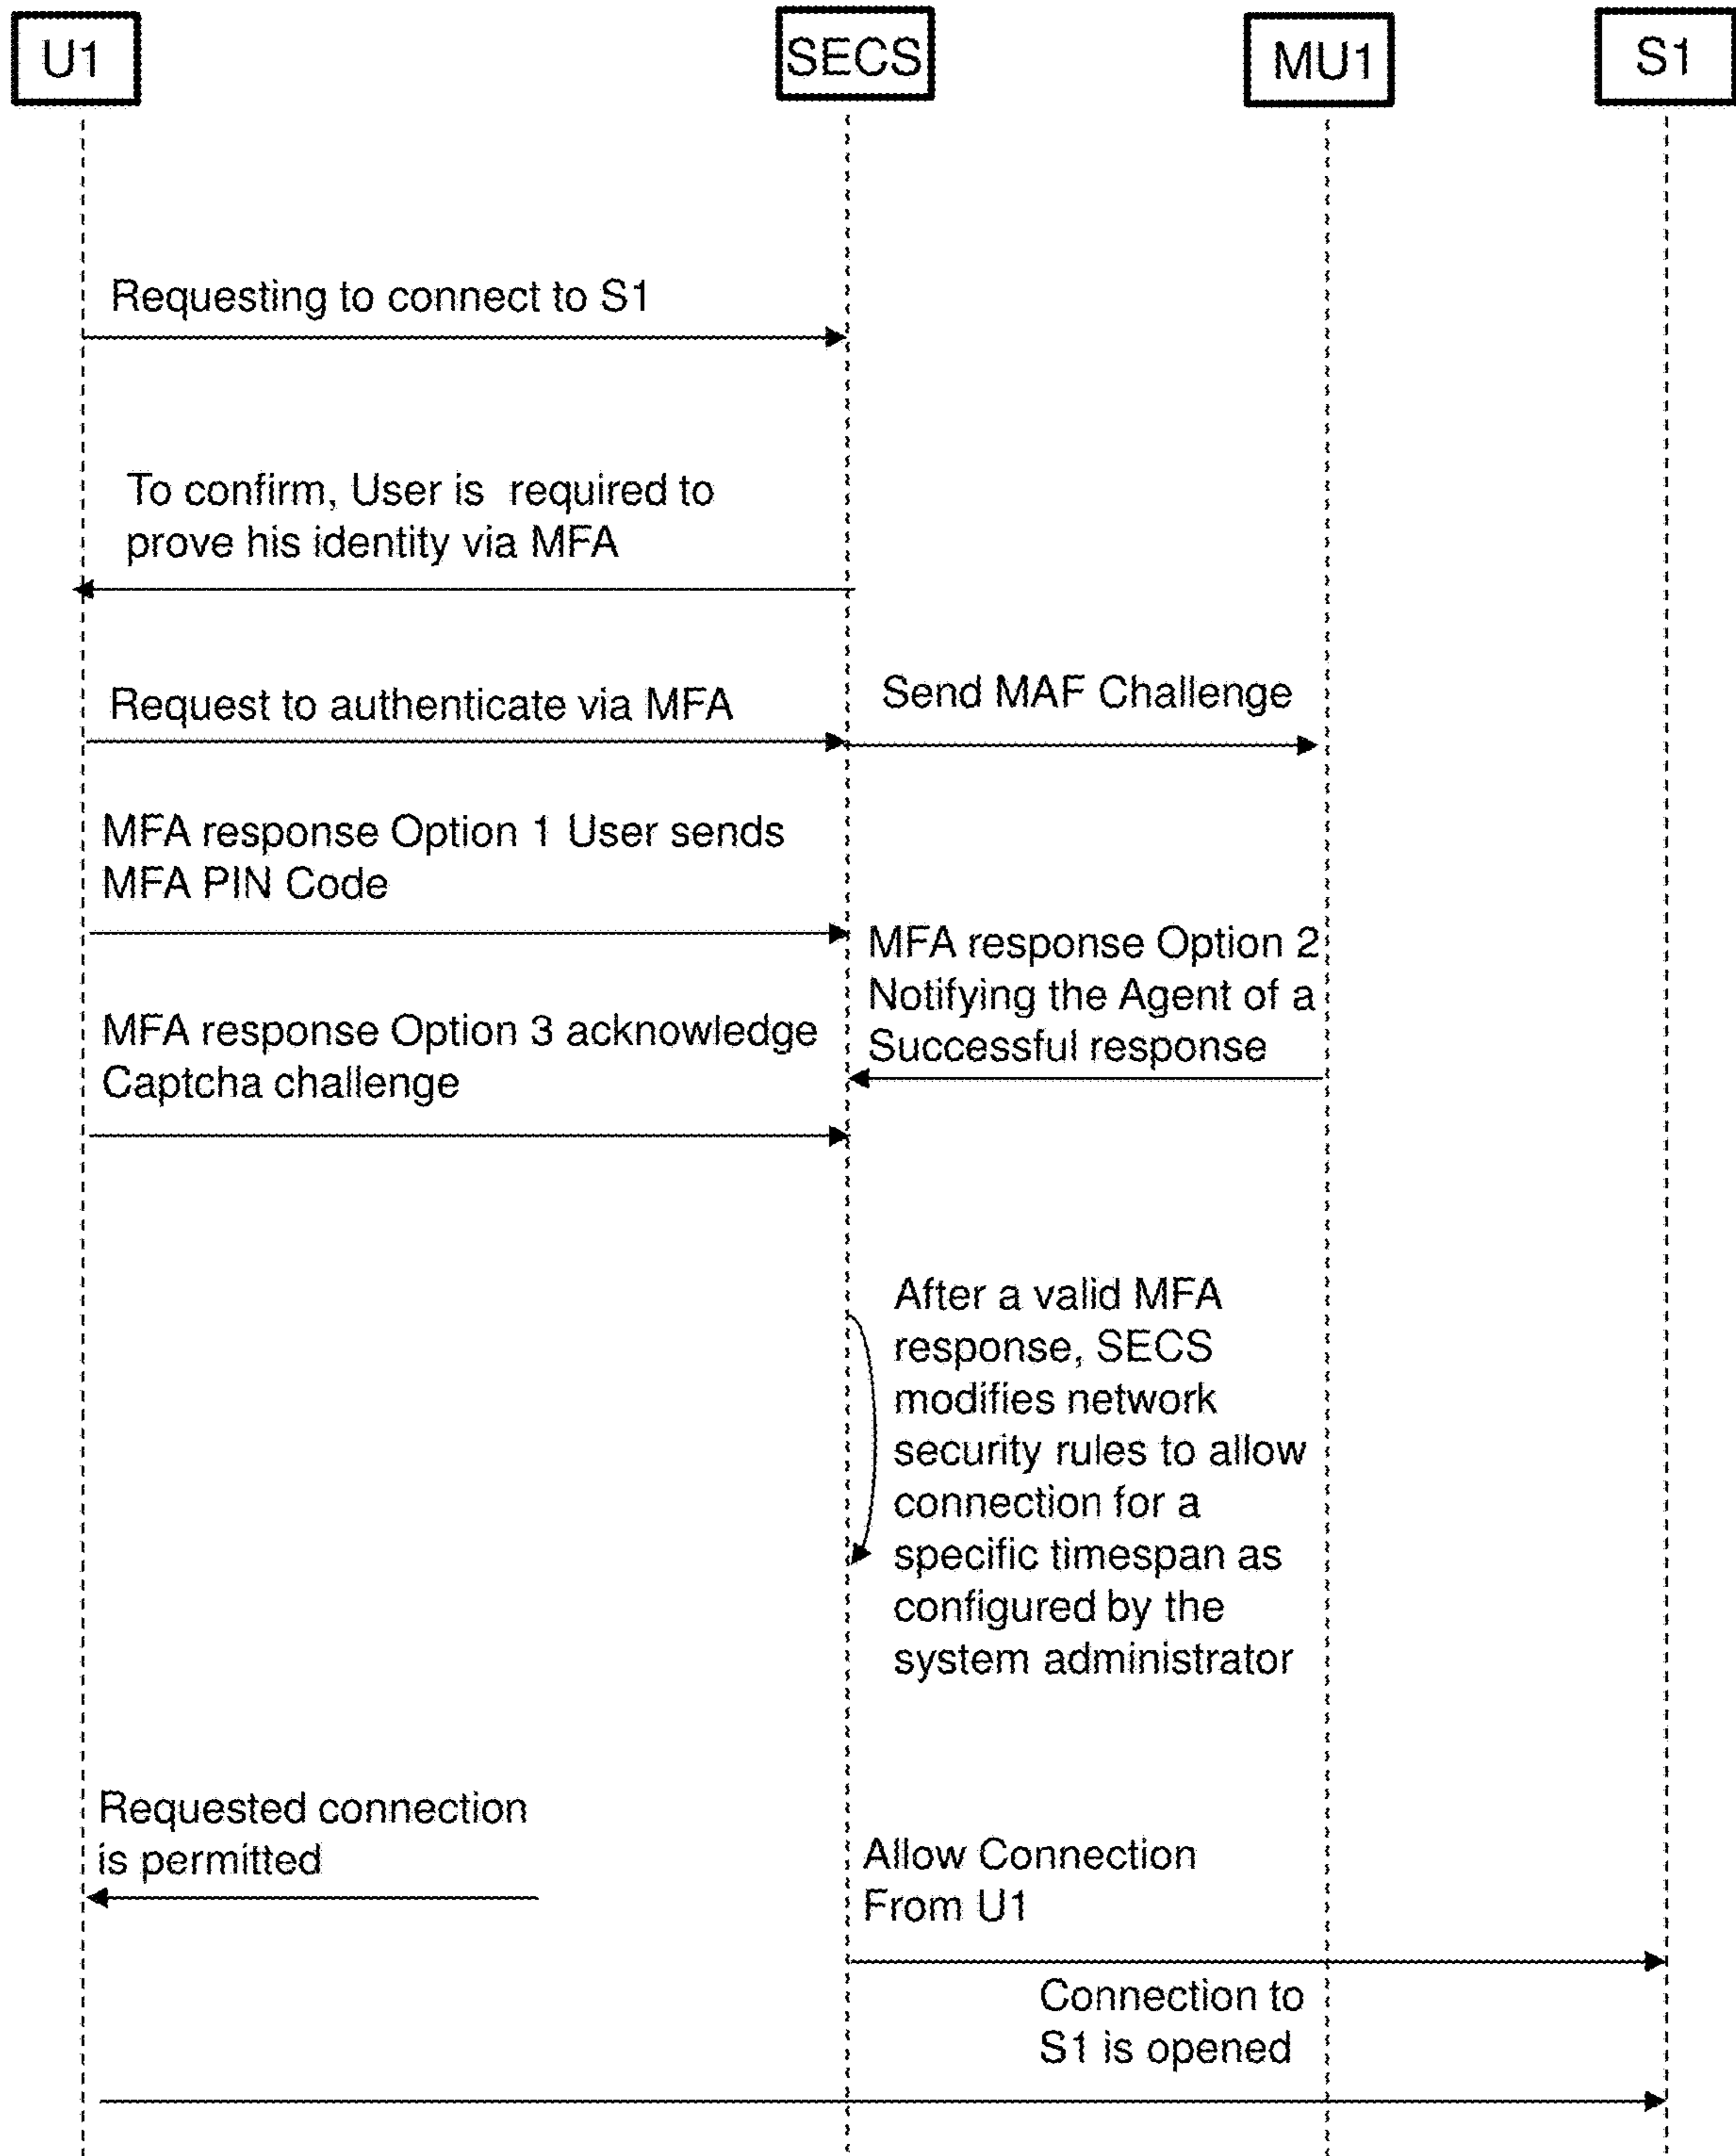 U1
SECS
MU1
S1
Requesting to connect to S1
To confirm, User is required to
prove his identity via MFA
Request to authenticate via MFA
Send MAF Challenge
MFA response Option 1 User sends
MFA PIN Code
MFA response Option 2
Notifying the Agent of a
Successful response
MFA response Option 3 acknowledge
Captcha challenge
After a valid MFA
response, SECS
modifies network
security rules to allow
connection for a
specific timespan as
configured by the
system administrator
Requested connection
is permitted
Allow Connection
From U1
Connection to
S1 is opened